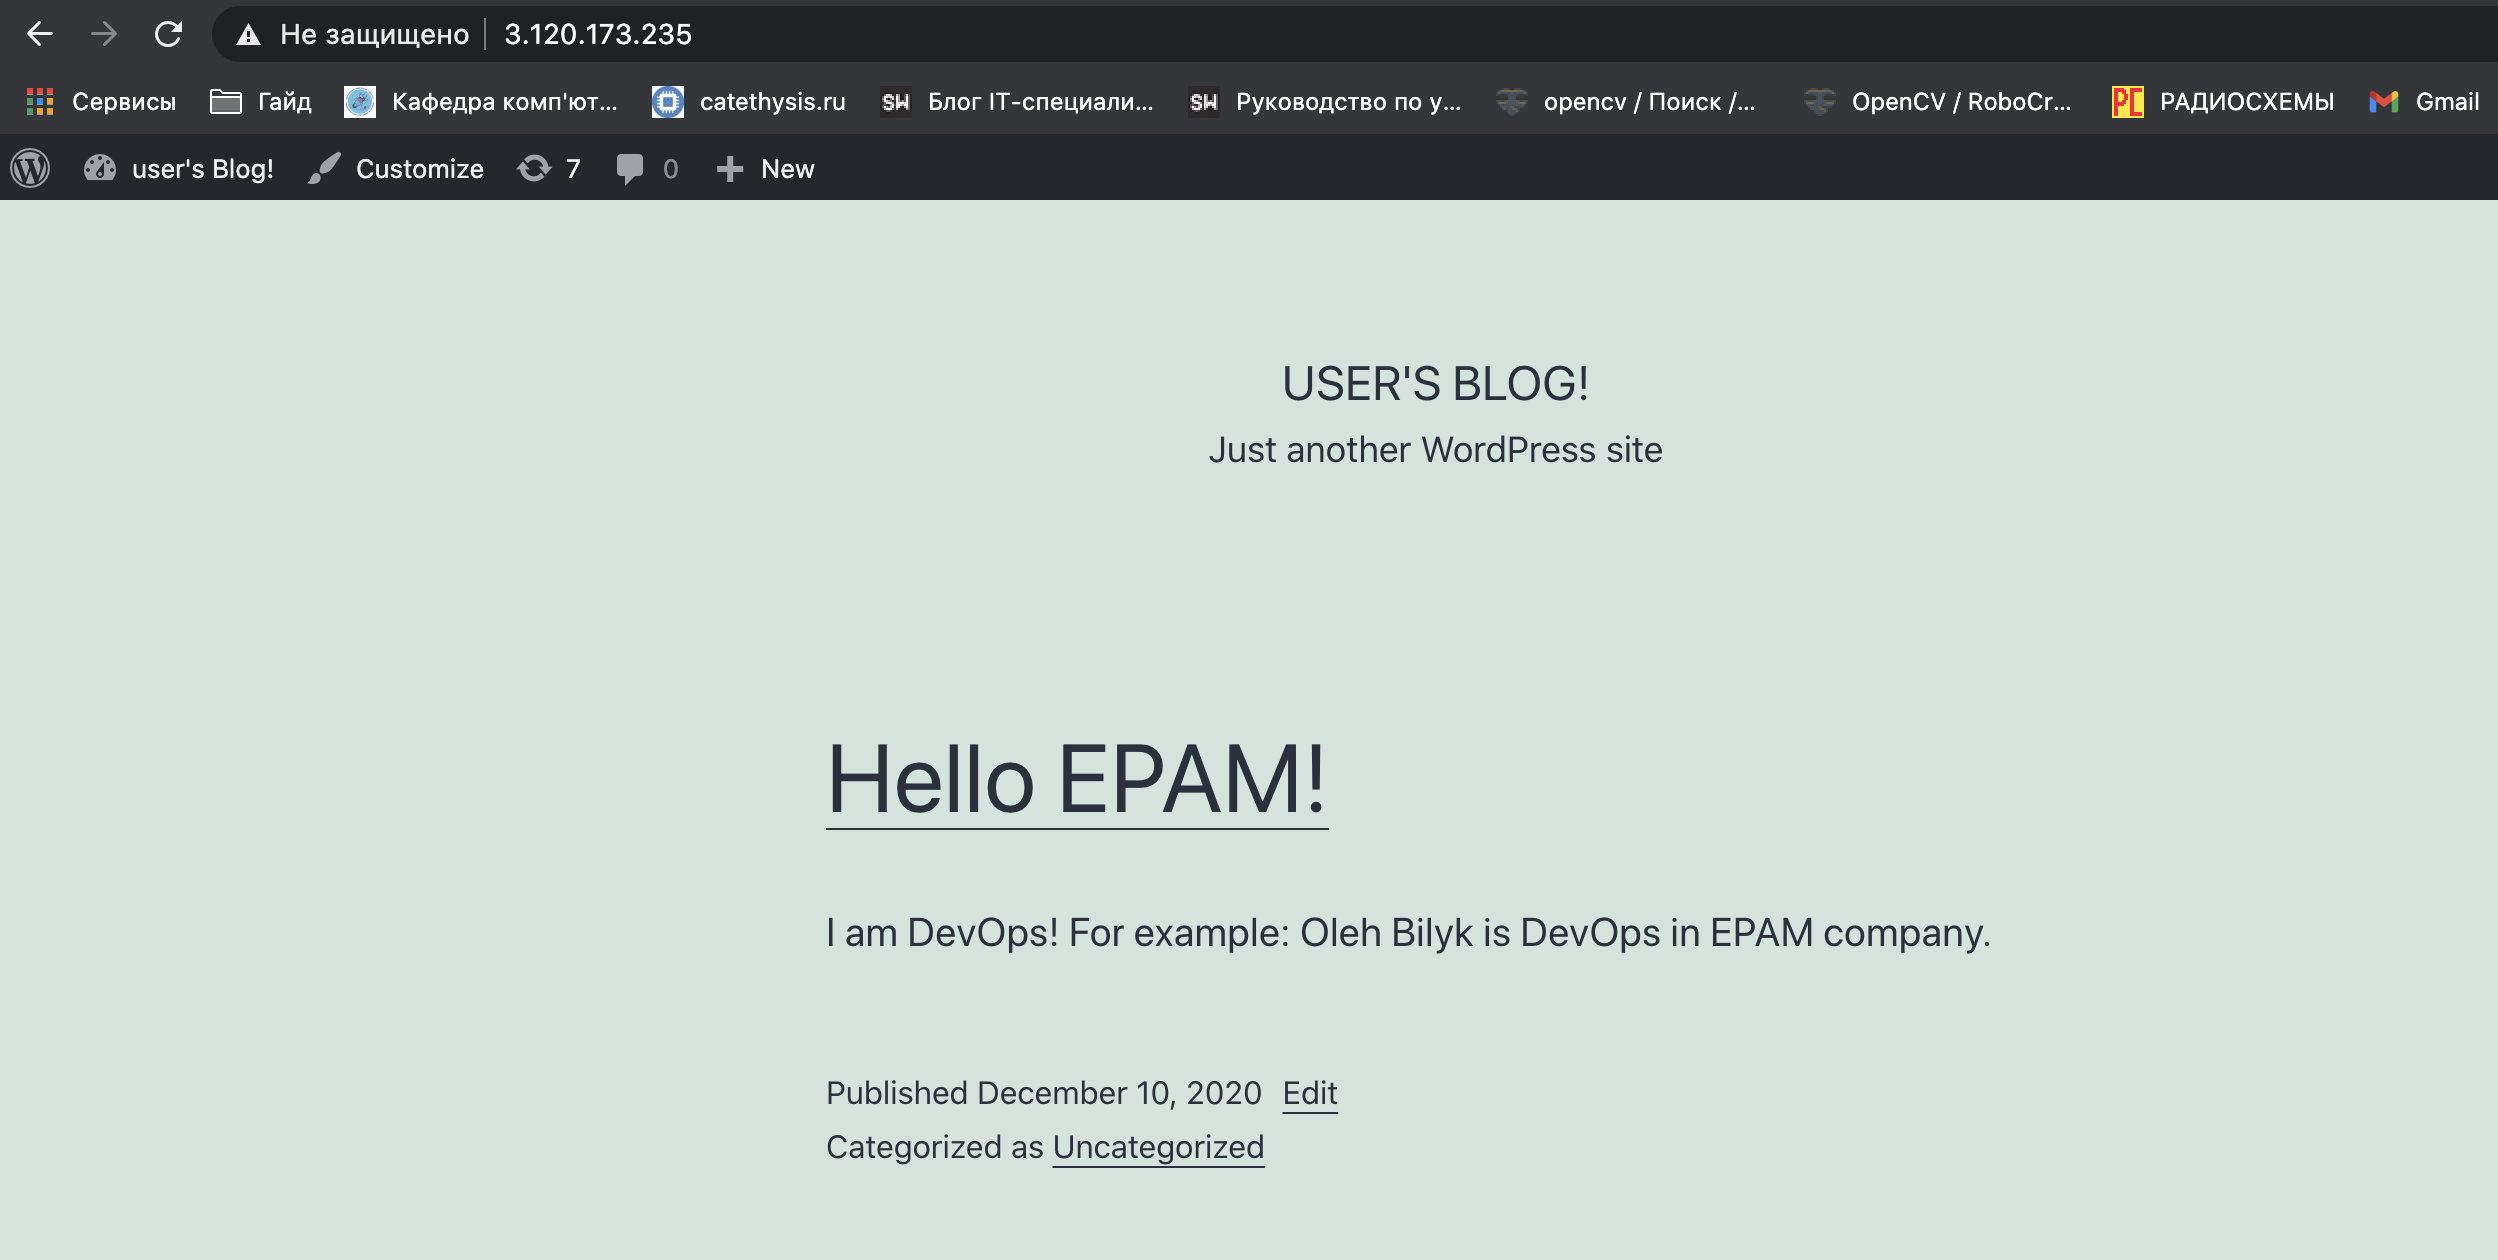 Не защищено 3.120.173.235
Сервисы Гайд Кафедра комп'ют... catethysis.ru SW Блог IT-специали... SW Руководство по у... opencv / Поиск /... OpenCV / RoboCr... РАДИОСХЕМЫ Gmail
user's Blog! Customize 7 0 New
USER'S BLOG!
Just another WordPress site
Hello EPAM!
I am DevOps! For example: Oleh Bilyk is DevOps in EPAM company.
Published December 10, 2020 Edit
Categorized as Uncategorized